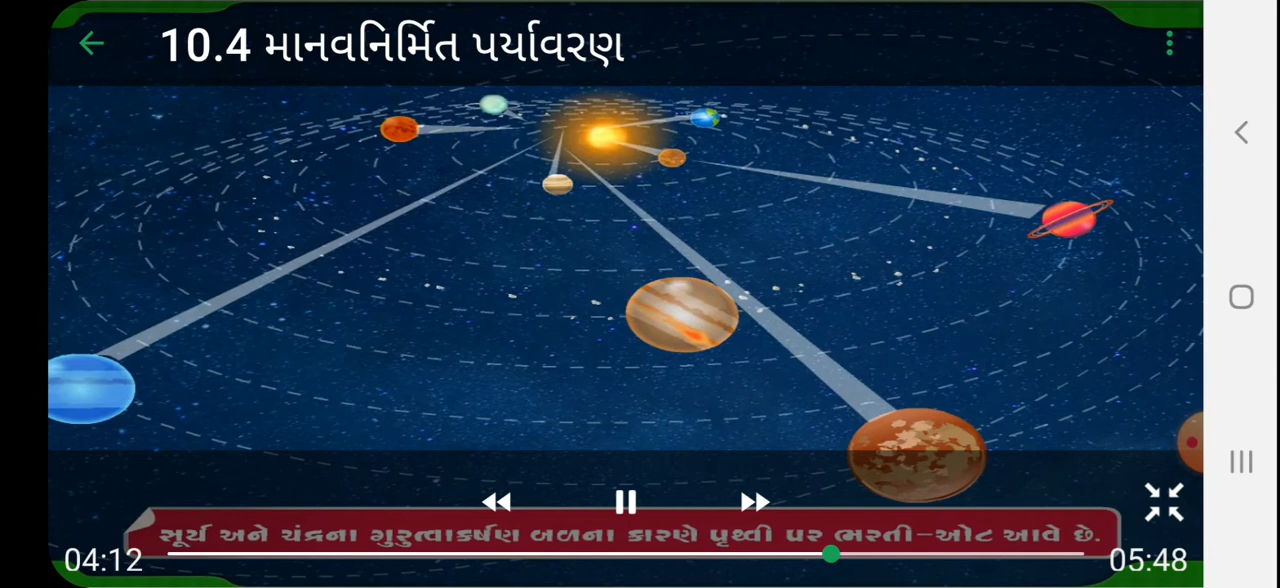 10.4 માનવનિર્મિત પર્યાવરણ
સૂર્ય અને ચંદ્રના ગુરુત્વાકર્ષણ બળના કારણે પૃથ્વી પર ભરતી-ઓટ આવે છે.
04:12
05:48